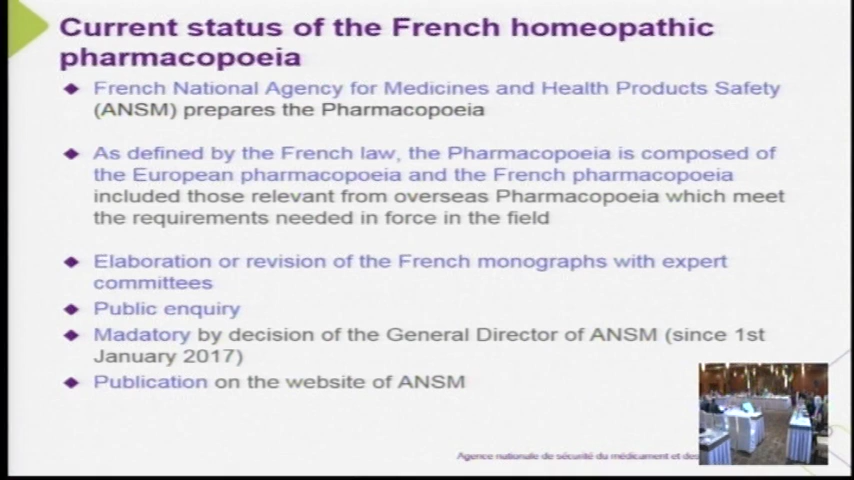 Current status of the French homeopathic
pharmacopoeia
French National Agency for Medicines and Health Products Safety
(ANSM) prepares the Pharmacopoeia
As defined by the French law, the Pharmacopoeia is composed of
the European pharmacopoeia and the French pharmacopoeia
included those relevant from overseas Pharmacopoeia which meet
the requirements needed in force in the field
Elaboration or revision of the French monographs with expert
committees
Public enquiry
Madatory by decision of the General Director of ANSM (since 1st
January 2017)
Publication on the website of ANSM
Agence nationale de sécurité du médicament et des